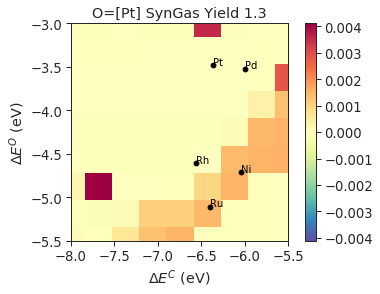 O=[Pt] SynGas Yield 1.3
−3.0
−3.5
−4.0
−4.5
−5.0
−5.5
ΔE^O (eV)
Pt
Pd
Rh
Ni
Ru
−8.0 −7.5 −7.0 −6.5 −6.0 −5.5
ΔE^C (eV)
0.004
0.003
0.002
0.001
0.000
−0.001
−0.002
−0.003
−0.004